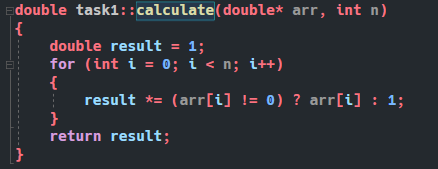 double task1::calculate(double* arr, int n)
{
    double result = 1;
    for (int i = 0; i < n; i++)
    {
        result *= (arr[i] != 0) ? arr[i] : 1;
    }
    return result;
}